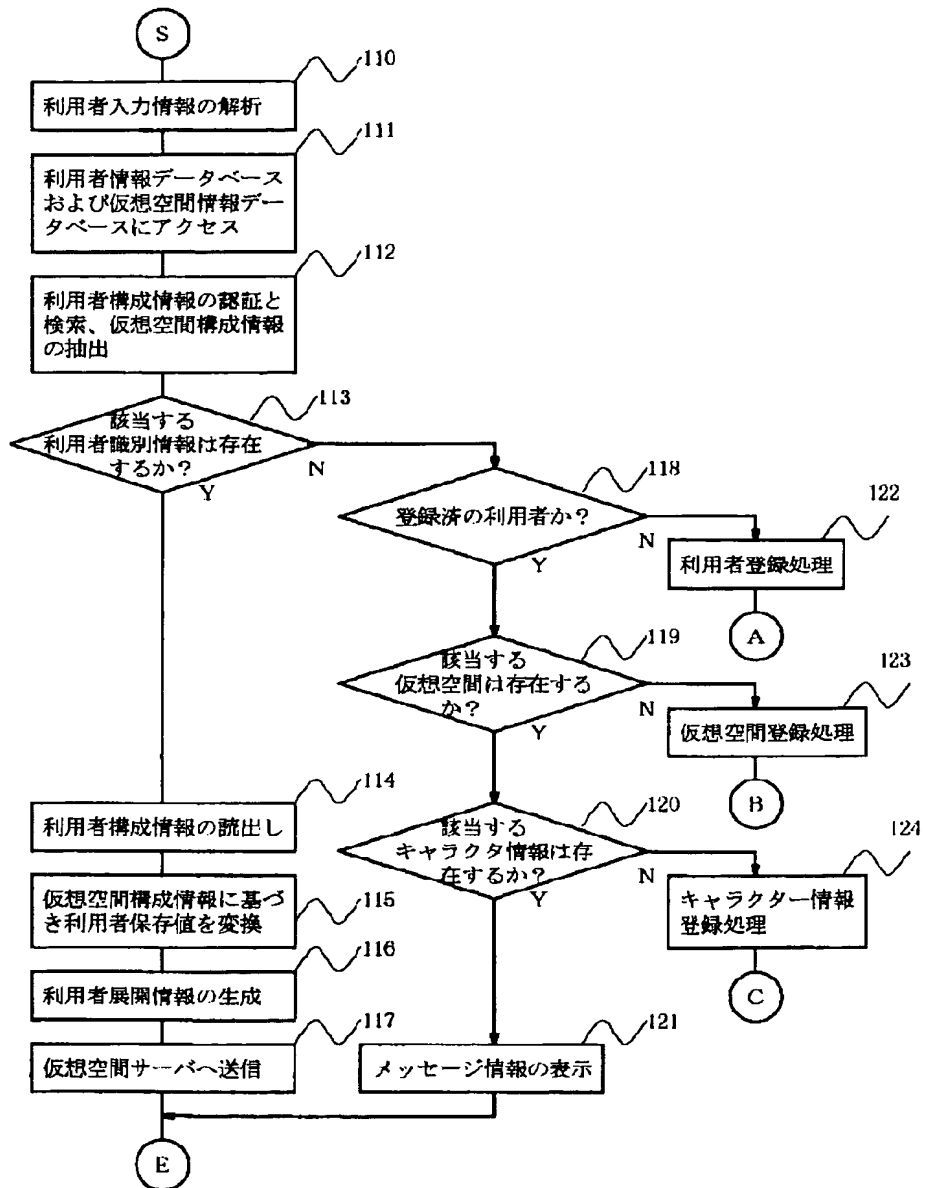 S
110
利用者入力情報の解析
111
利用者情報データベース
および仮想空間情報デー
タベースにアクセス
112
利用者構成情報の認証と
検索、仮想空間構成情報
の抽出
113
該当する
利用者識別情報は存在
するか?
N
Y
118
登録済の利用者か?
N
Y
122
利用者登録処理
A
119
該当する
仮想空間は存在する
か?
N
Y
123
仮想空間登録処理
B
114
利用者構成情報の読出し
120
該当する
キャラクタ情報は存
在するか?
N
Y
124
キャラクター情報
登録処理
C
115
仮想空間構成情報に基づ
き利用者保存値を変換
116
利用者展開情報の生成
117
仮想空間サーバへ送信
121
メッセージ情報の表示
E